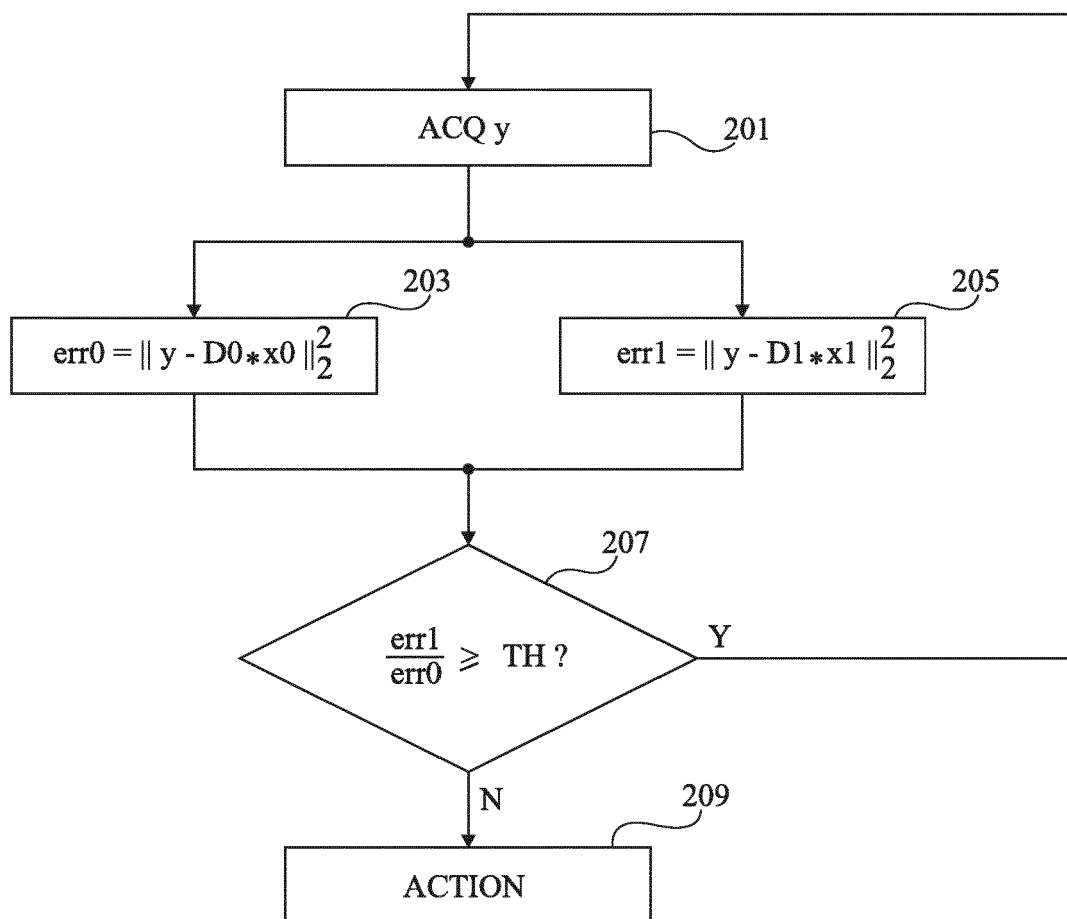 ACQ y
201
203
205
err0 = || y - D0*x0 ||₂²
err1 = || y - D1*x1 ||₂²
207
err1
err0
⩾ TH ?
Y
N
209
ACTION